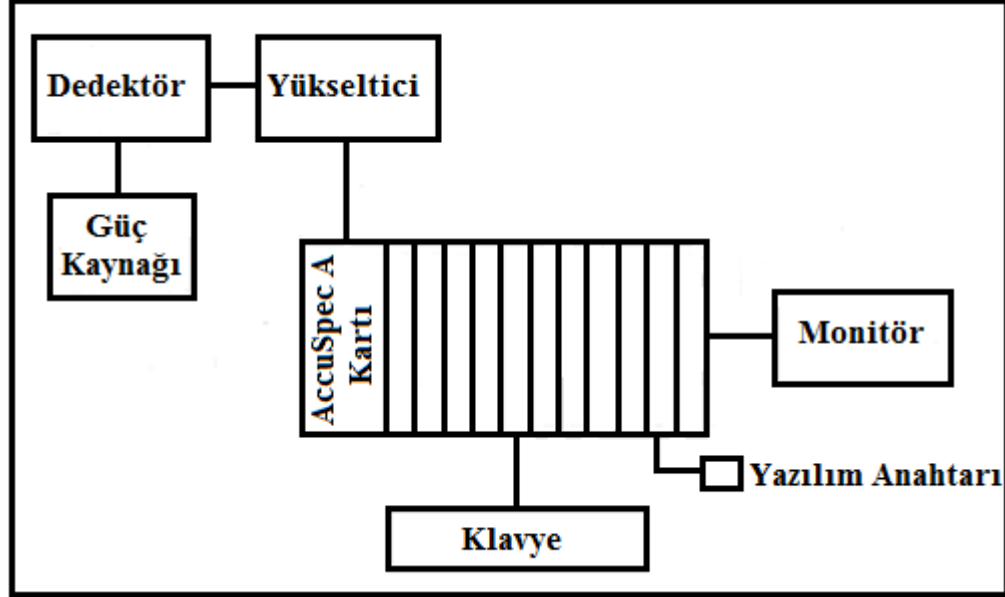 Dedektör
Yükseltici
Güç
Kaynağı
AccuSpec A
Kartı
Monitör
Yazılım Anahtarı
Klavye